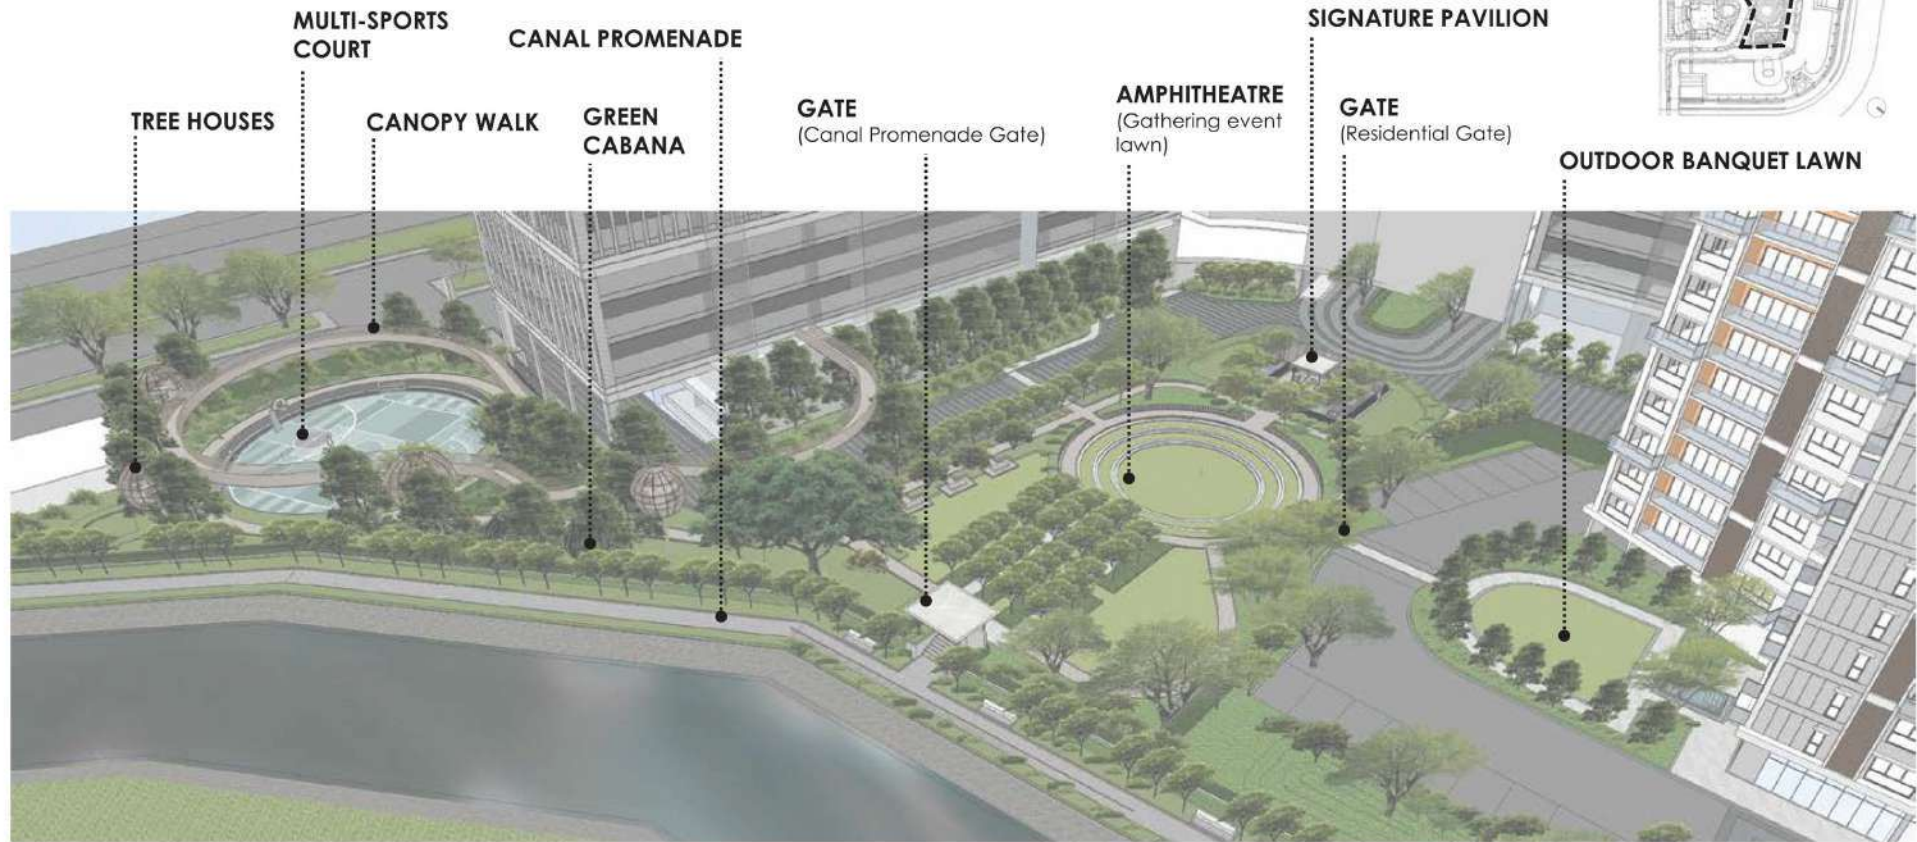 MULTI-SPORTS
COURT
CANAL PROMENADE
SIGNATURE PAVILION
TREE HOUSES
CANOPY WALK
GREEN
CABANA
GATE
(Canal Promenade Gate)
AMPHITHEATRE
(Gathering event
lawn)
GATE
(Residential Gate)
OUTDOOR BANQUET LAWN